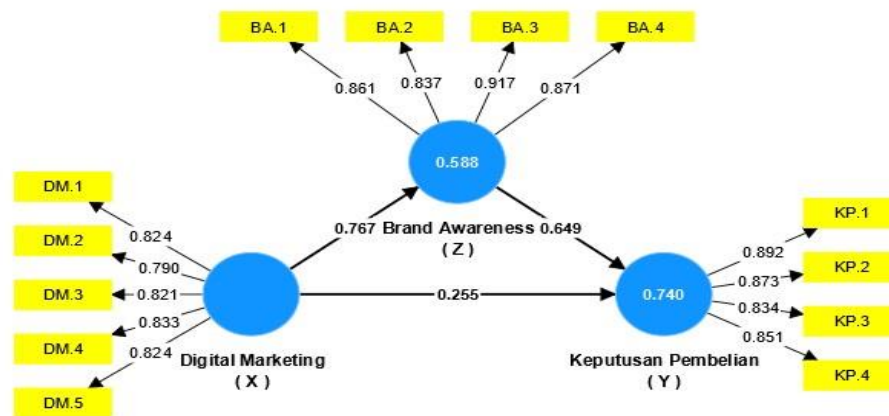 BA.1
BA.2
BA.3
BA.4
0.861
0.837
0.917
0.871
0.588
Brand Awareness
( Z )
0.767
0.649
DM.1
DM.2
DM.3
DM.4
DM.5
0.824
0.790
0.821
0.833
0.824
Digital Marketing
( X )
0.255
0.740
Keputusan Pembelian
( Y )
0.892
0.873
0.834
0.851
KP.1
KP.2
KP.3
KP.4